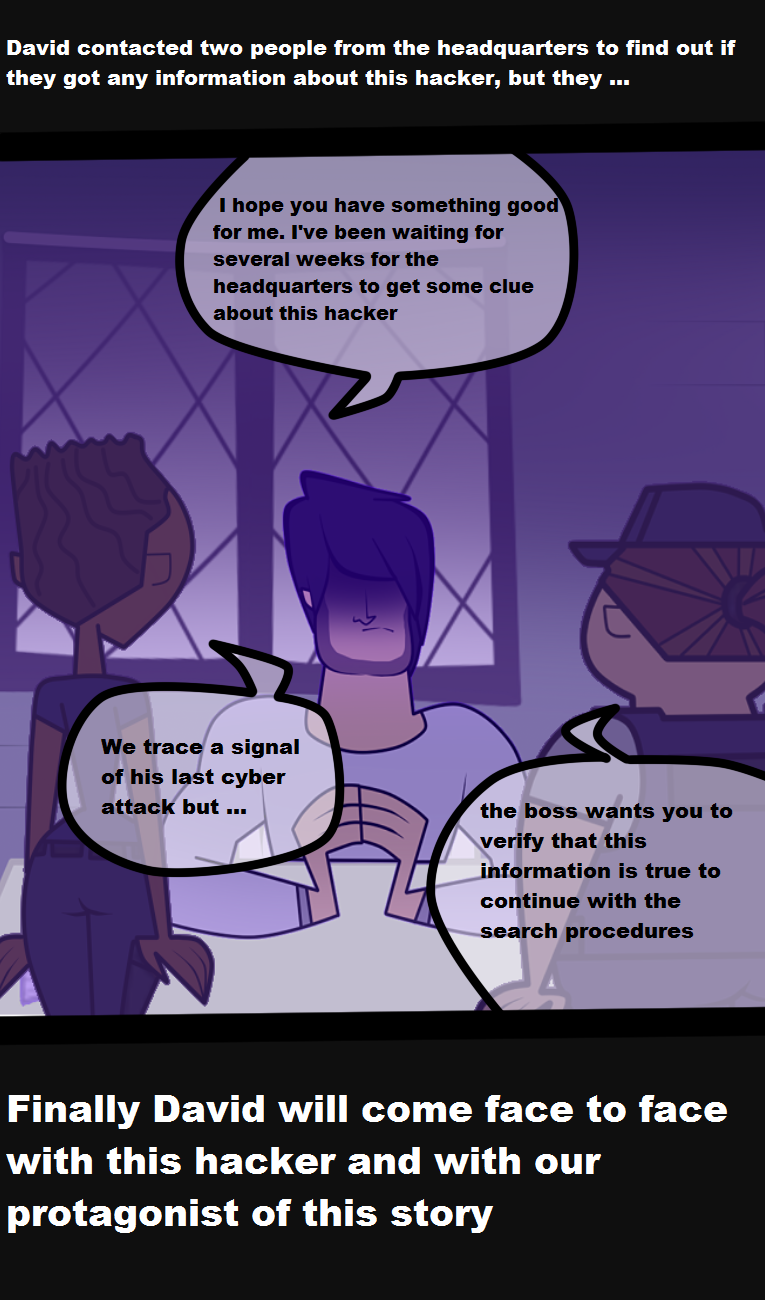 David contacted two people from the headquarters to find out if
they got any information about this hacker, but they ...
I hope you have something good
for me. I've been waiting for
several weeks for the
headquarters to get some clue
about this hacker
We trace a signal
of his last cyber
attack but ...
the boss wants you to
verify that this
information is true to
continue with the
search procedures
Finally David will come face to face
with this hacker and with our
protagonist of this story